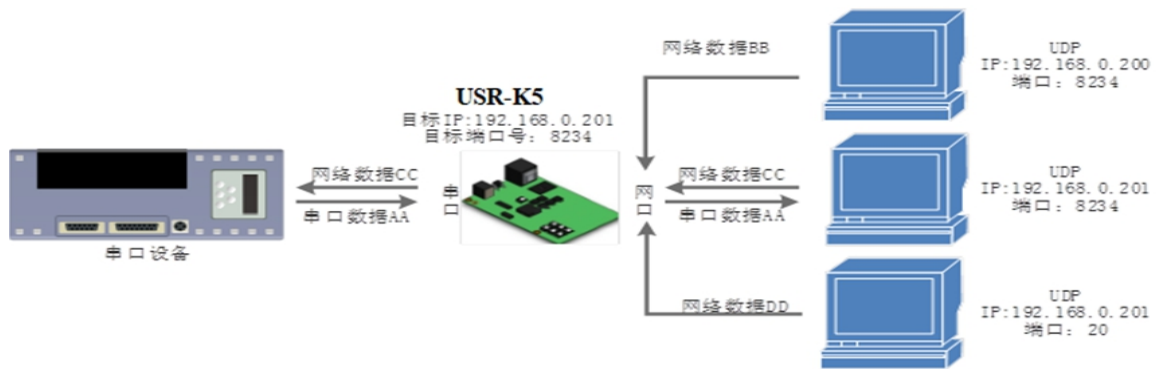 网络数据BB
UDP
IP:192.168.0.200
端口：8234
USR-K5
目标IP:192.168.0.201
目标端口号：8234
网络数据CC
串口数据AA
串口
网口
网络数据CC
串口数据AA
UDP
IP:192.168.0.201
端口：8234
串口设备
网络数据DD
UDP
IP:192.168.0.201
端口：20